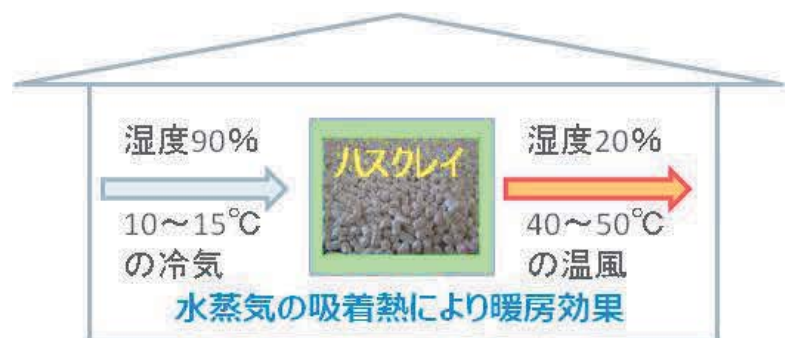 湿度90%
10〜15℃
の冷気
ハスクレイ
湿度20%
40〜50℃
の温風
水蒸気の吸着熱により暖房効果